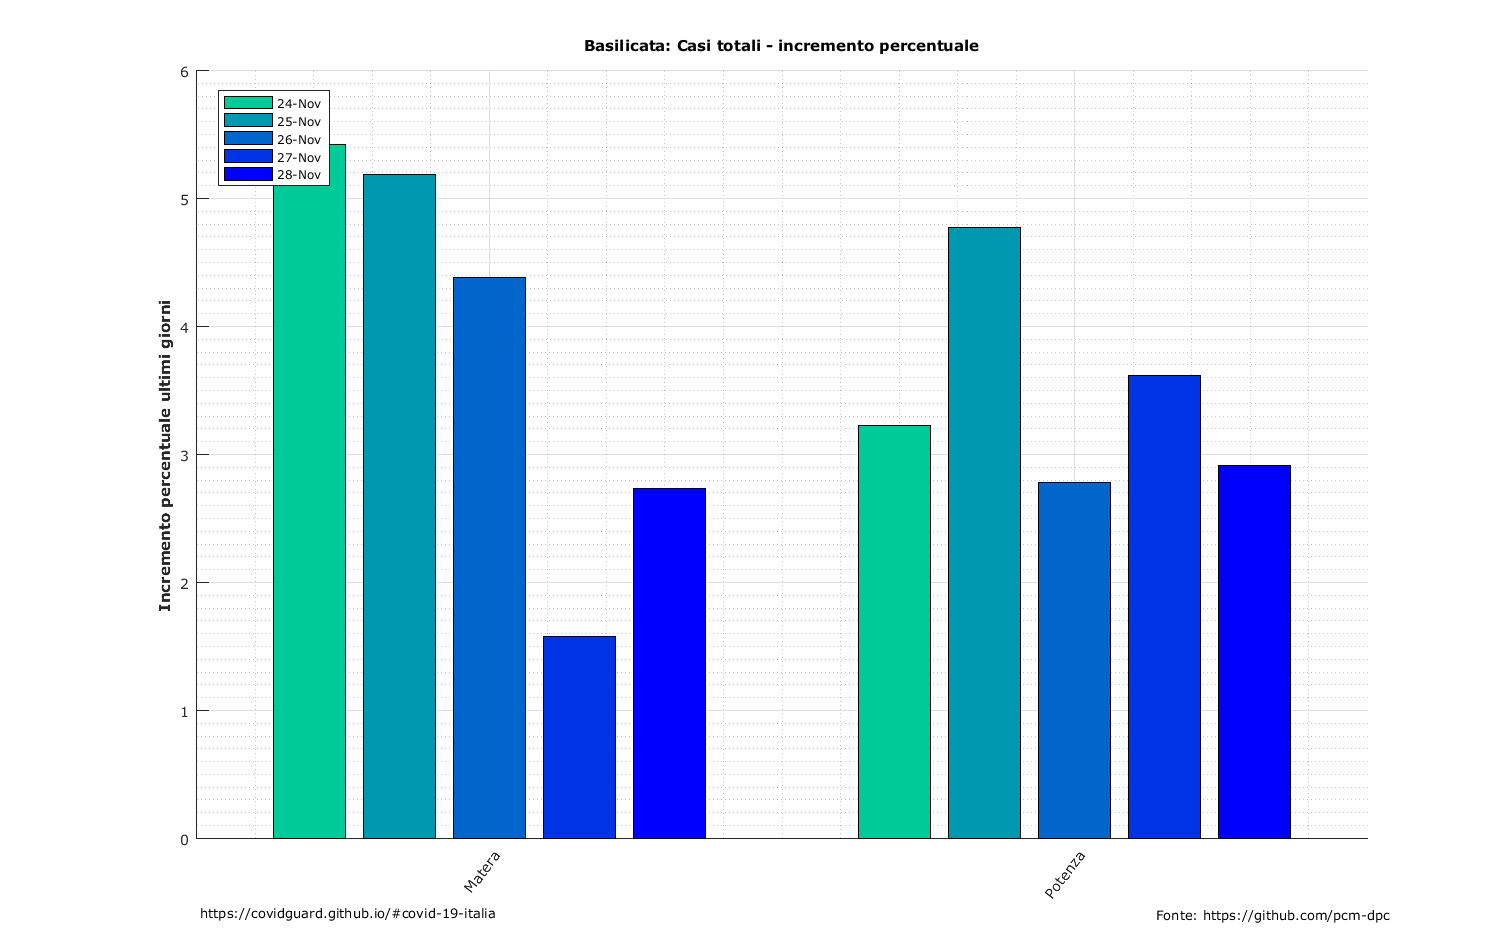 Basilicata: Casi totali - incremento percentuale
Incremento percentuale ultimi giorni
6
5
4
3
2
1
0
24-Nov
25-Nov
26-Nov
27-Nov
28-Nov
Matera
Potenza
https://covidguard.github.io/#covid-19-italia
Fonte: https://github.com/pcm-dpc